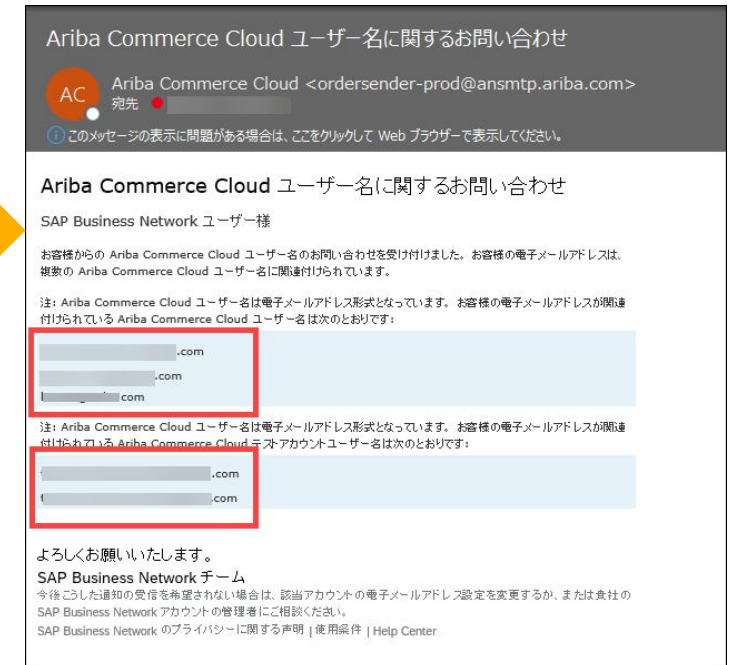 Ariba Commerce Cloud ユーザー名に関するお問い合わせ
AC
Ariba Commerce Cloud <ordersender-prod@ansmtp.ariba.com>
宛先
このメッセージの表示に問題がある場合は、ここをクリックして Web ブラウザーで表示してください。
Ariba Commerce Cloud ユーザー名に関するお問い合わせ
SAP Business Network ユーザー様
お客様からの Ariba Commerce Cloud ユーザー名のお問い合わせを受け付けました。お客様の電子メールアドレスは、
複数の Ariba Commerce Cloud ユーザー名に関連付けられています。
注: Ariba Commerce Cloud ユーザー名は電子メールアドレス形式となっています。お客様の電子メールアドレスが関連
付けられている Ariba Commerce Cloud ユーザー名は次のとおりです:
.com
.com
com
注: Ariba Commerce Cloud ユーザー名は電子メールアドレス形式となっています。お客様の電子メールアドレスが関連
付けられている Ariba Commerce Cloud テストアカウントユーザー名は次のとおりです:
.com
.com
よろしくお願いいたします。
SAP Business Network チーム
今後こうした通知の受信を希望されない場合は、該当アカウントの電子メールアドレス設定を変更するか、または貴社の
SAP Business Network アカウントの管理者にご相談ください。
SAP Business Network のプライバシーに関する声明 | 使用条件 | Help Center